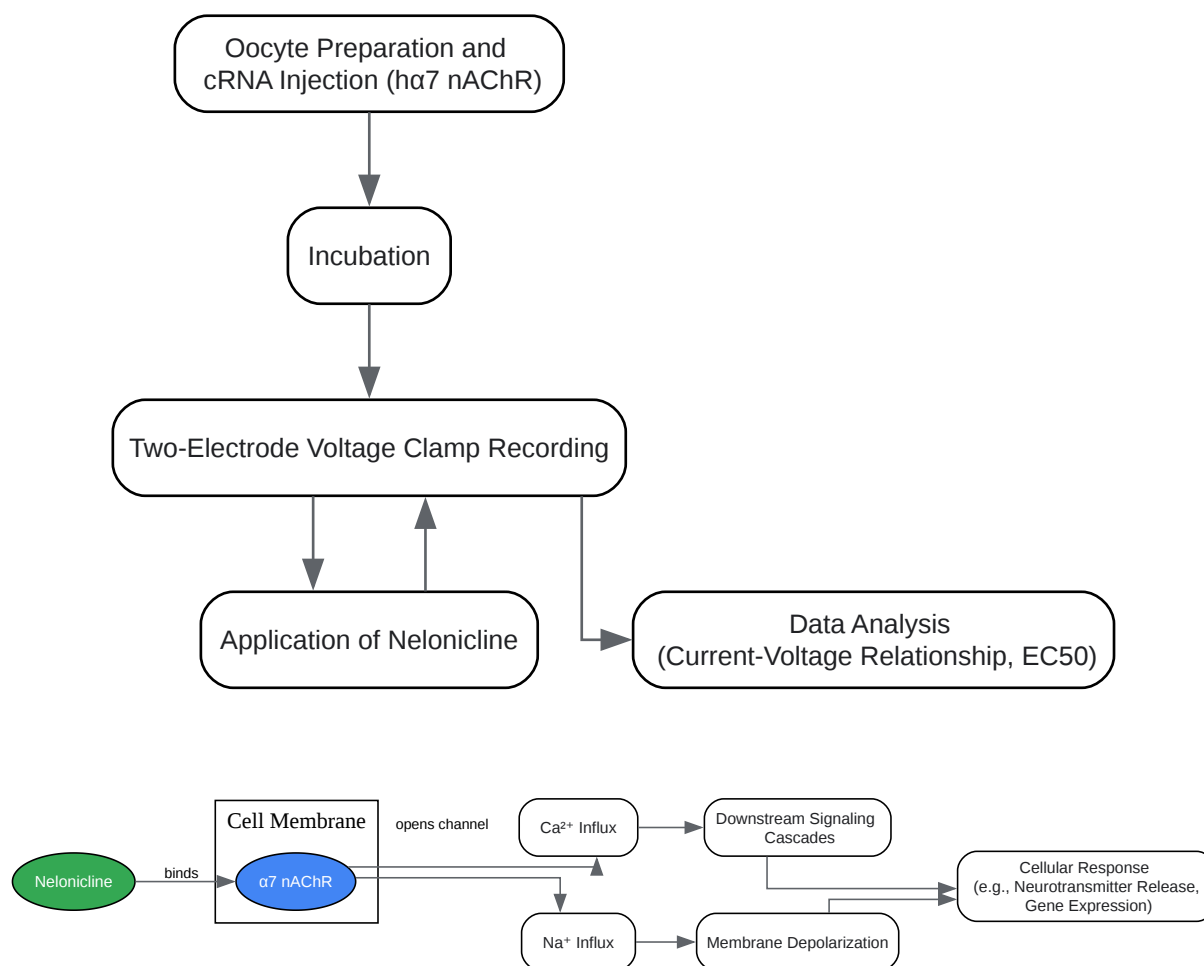 Oocyte Preparation and
cRNA Injection (hα7 nAChR)
Incubation
Two-Electrode Voltage Clamp Recording
Application of Nelonicline
Data Analysis
(Current-Voltage Relationship, EC50)
Cell Membrane
opens channel
Ca²⁺ Influx
Downstream Signaling
Cascades
Nelonicline
binds
α7 nAChR
Cellular Response
(e.g., Neurotransmitter Release,
Gene Expression)
Na⁺ Influx
Membrane Depolarization